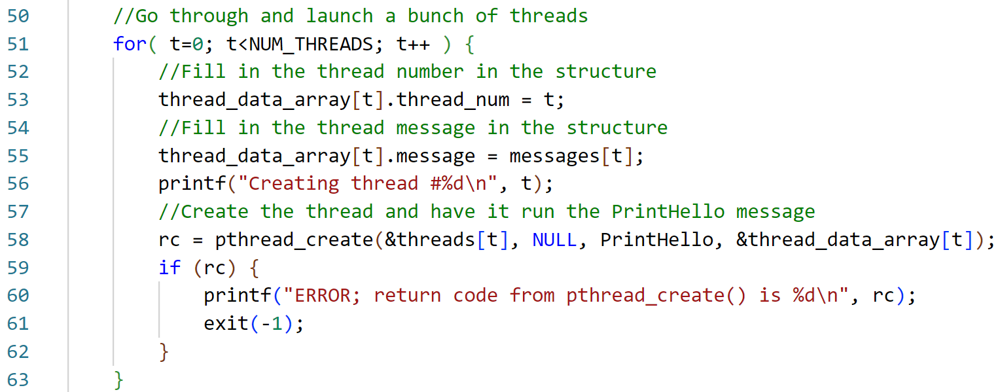 50 //Go through and launch a bunch of threads
51 for( t=0; t<NUM_THREADS; t++ ) {
52 //Fill in the thread number in the structure
53 thread_data_array[t].thread_num = t;
54 //Fill in the thread message in the structure
55 thread_data_array[t].message = messages[t];
56 printf("Creating thread #%d\n", t);
57 //Create the thread and have it run the PrintHello message
58 rc = pthread_create(&threads[t], NULL, PrintHello, &thread_data_array[t]);
59 if (rc) {
60 printf("ERROR; return code from pthread_create() is %d\n", rc);
61 exit(-1);
62 }
63 }